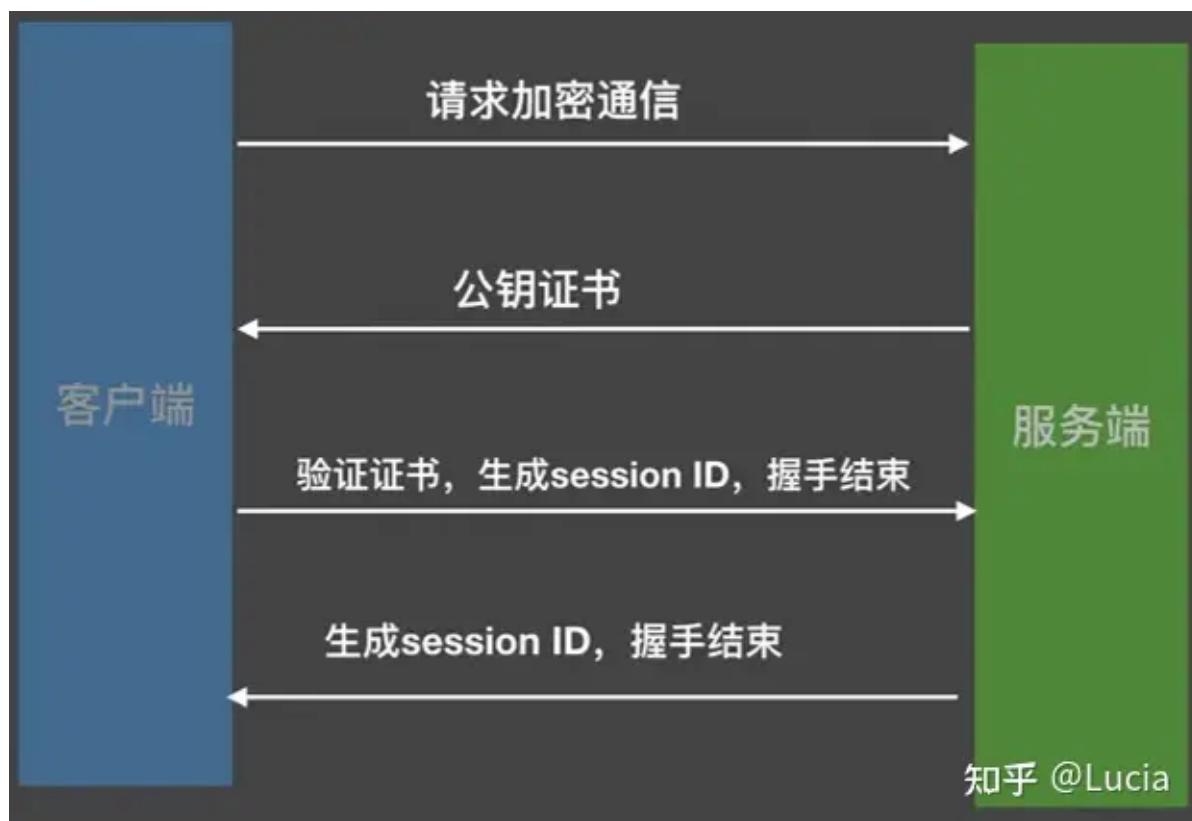 请求加密通信
公钥证书
客户端
服务端
验证证书，生成session ID，握手结束
生成session ID，握手结束
知乎 @Lucia